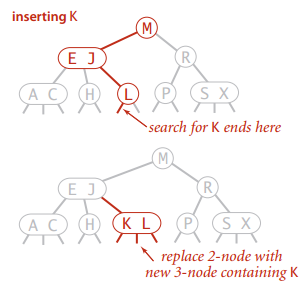 inserting K
M
E J
R
A C
H
L
P
S X
search for K ends here
M
E J
R
A C
H
K L
P
S X
replace 2-node with
new 3-node containing K